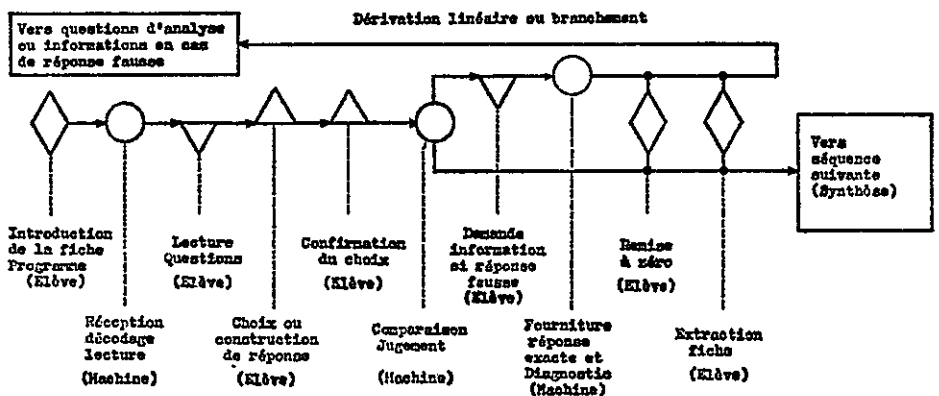 Dérivation linéaire ou branchement
Vers questions d'analyse
ou informations en cas
de réponse fausse
Vers
séquence
suivante
(Synthèse)
Introduction
de la fiche
Programme
(Elève)
Lecture
Questions
(Elève)
Confirmation
du choix
(Elève)
Demande
information
si réponse
fausse
(Elève)
Remise
à zéro
(Elève)
Réception
décodage
lecture
(Machine)
Choix ou
construction
de réponse
(Elève)
Comparaison
Jugement
(Machine)
Fourniture
réponse
exacte et
Diagnostic
(Machine)
Extraction
fiche
(Elève)